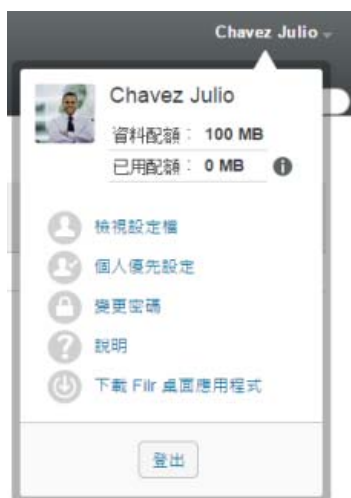 Chavez Julio
Chavez Julio
資料配額： 100 MB
已用配額： 0 MB
檢視設定檔
個人優先設定
變更密碼
說明
下載 Filr 桌面應用程式
登出